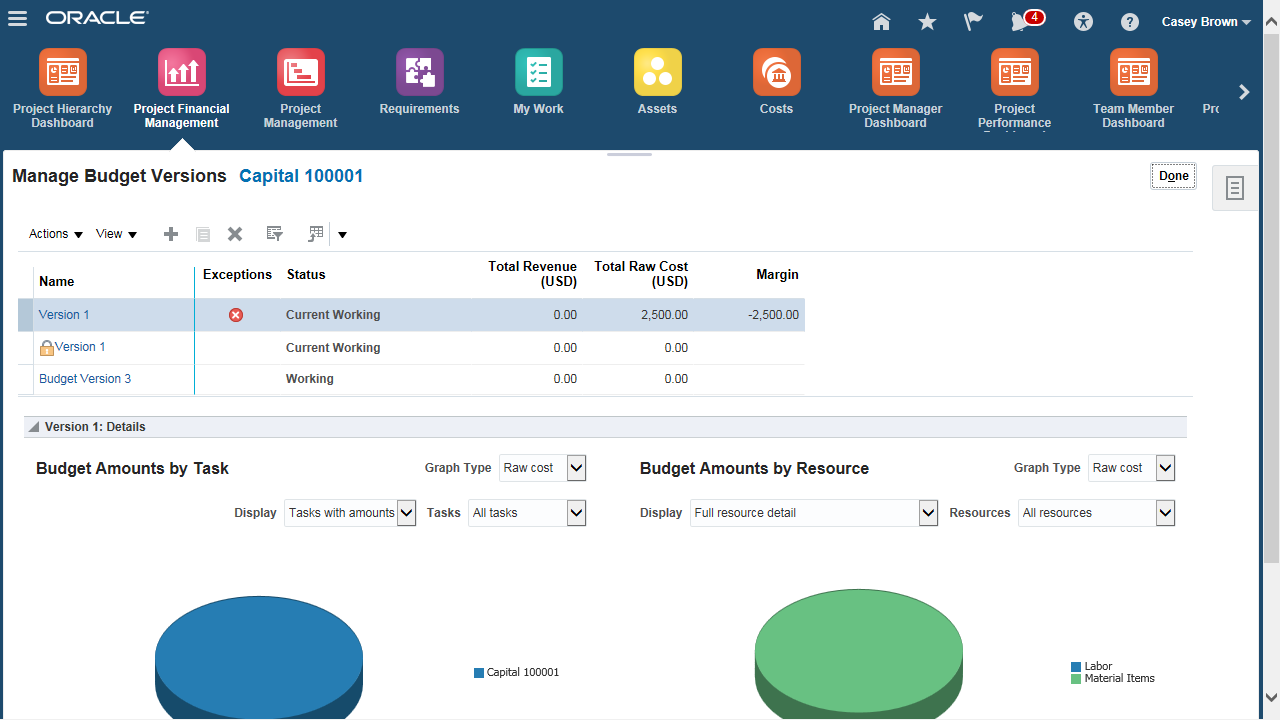 ORACLE
4
Casey Brown
Project Hierarchy
Dashboard
Project Financial
Management
Project
Management
Requirements
My Work
Assets
Costs
Project Manager
Dashboard
Project
Performance
Team Member
Dashboard
Pro
Manage Budget Versions Capital 100001
Done
Actions View
Name Exceptions Status Total Revenue (USD) Total Raw Cost (USD) Margin
Version 1 Current Working 0.00 2,500.00 -2,500.00
Version 1 Current Working 0.00 0.00
Budget Version 3 Working 0.00 0.00
Version 1: Details
Budget Amounts by Task
Graph Type Raw cost
Display Tasks with amounts Tasks All tasks
Capital 100001
Budget Amounts by Resource
Graph Type Raw cost
Display Full resource detail Resources All resources
Labor
Material Items